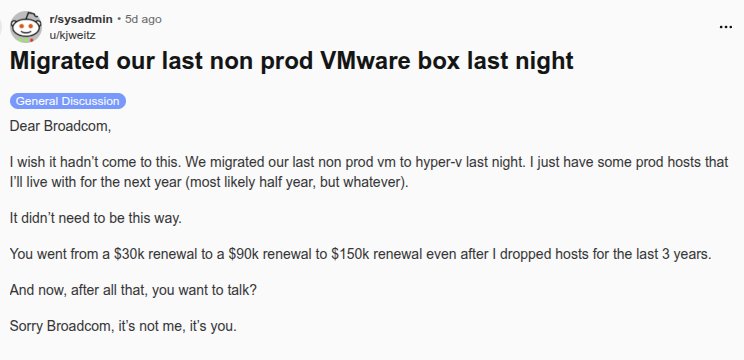 r/sysadmin • 5d ago
u/kjweitz
Migrated our last non prod VMware box last night
General Discussion
Dear Broadcom,
I wish it hadn’t come to this. We migrated our last non prod vm to hyper-v last night. I just have some prod hosts that
I’ll live with for the next year (most likely half year, but whatever).
It didn’t need to be this way.
You went from a $30k renewal to a $90k renewal to $150k renewal even after I dropped hosts for the last 3 years.
And now, after all that, you want to talk?
Sorry Broadcom, it’s not me, it’s you.